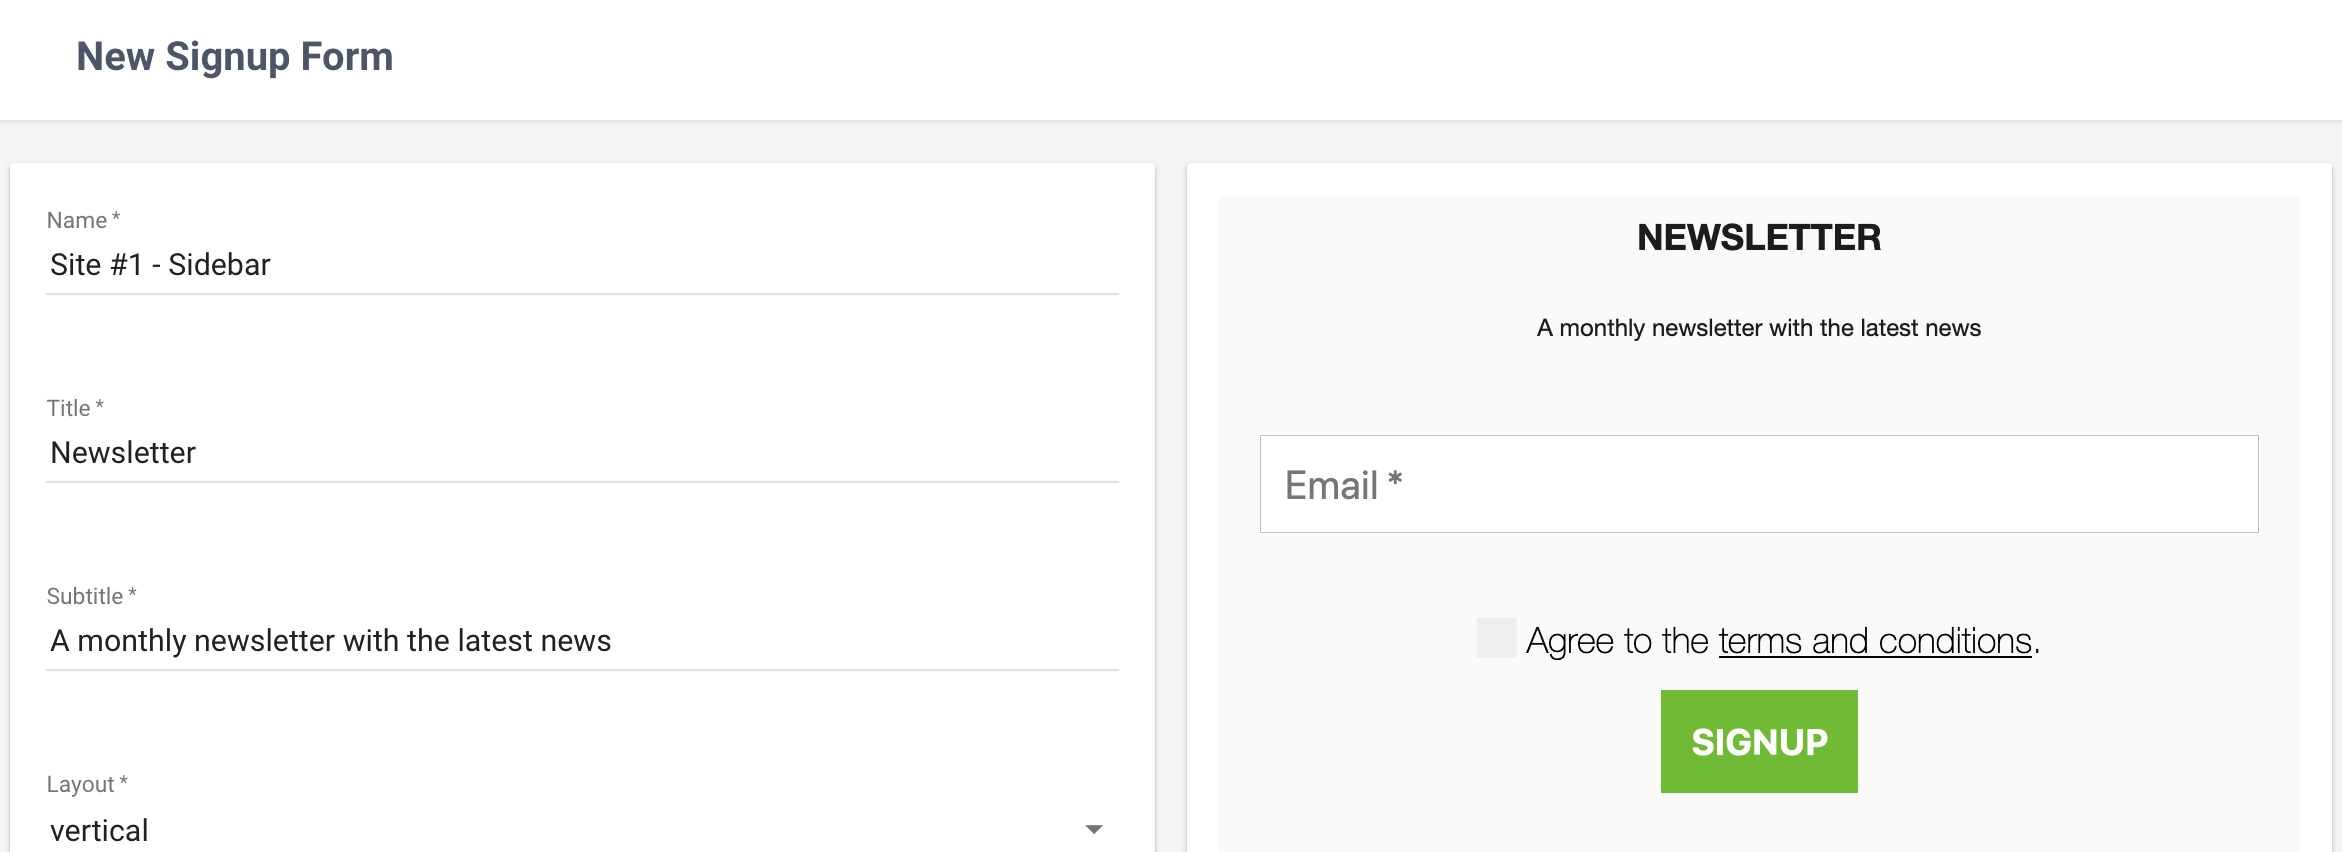 New Signup Form
Name *
Site #1 - Sidebar
Title *
Newsletter
Subtitle *
A monthly newsletter with the latest news
Layout *
vertical
NEWSLETTER
A monthly newsletter with the latest news
Email *
Agree to the terms and conditions.
SIGNUP